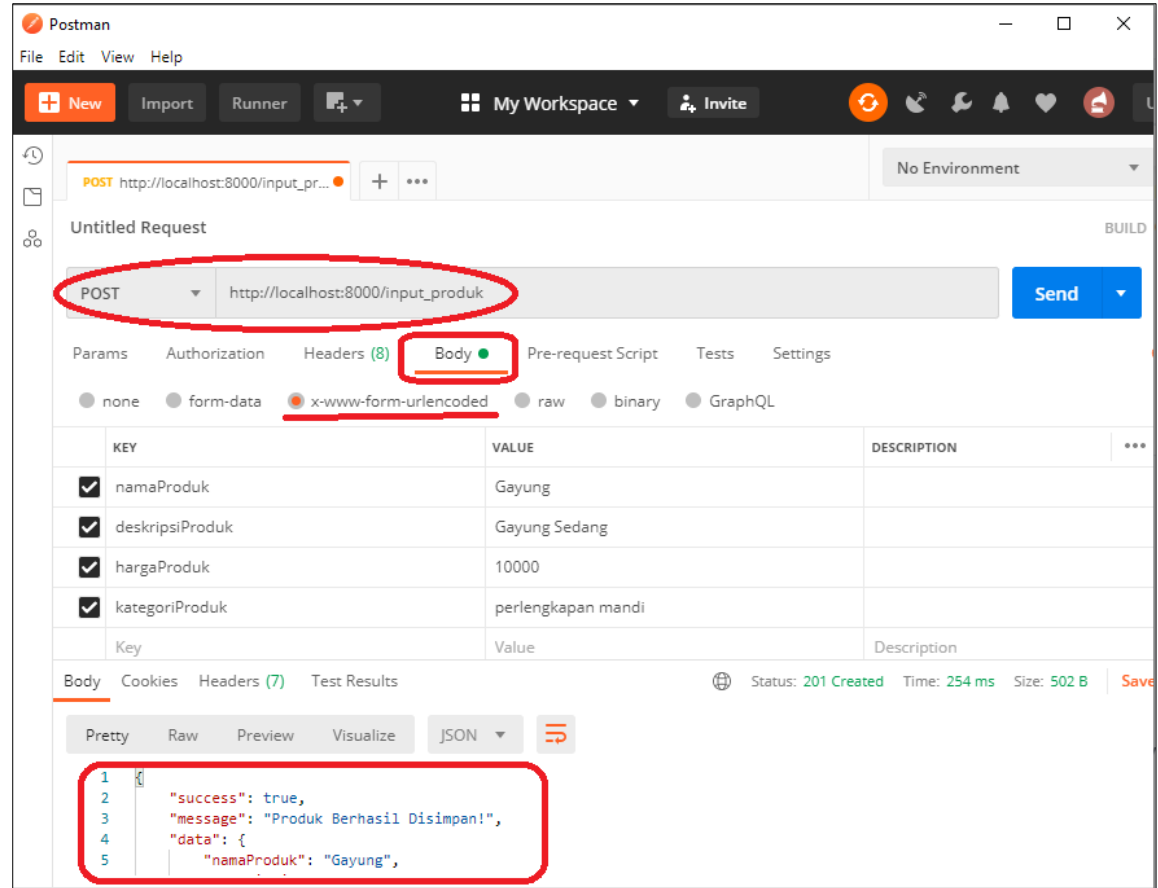 Postman
File Edit View Help
New Import Runner My Workspace Invite
No Environment
POST http://localhost:8000/input_pr...
Untitled Request BUILD
POST http://localhost:8000/input_produk Send
Params Authorization Headers (8) Body Pre-request Script Tests Settings
none form-data x-www-form-urlencoded raw binary GraphQL
KEY VALUE DESCRIPTION
namaProduk Gayung
deskripsiProduk Gayung Sedang
hargaProduk 10000
kategoriProduk perlengkapan mandi
Key Value Description
Body Cookies Headers (7) Test Results Status: 201 Created Time: 254 ms Size: 502 B Save
Pretty Raw Preview Visualize JSON
1 {
2 "success": true,
3 "message": "Produk Berhasil Disimpan!",
4 "data": {
5 "namaProduk": "Gayung",